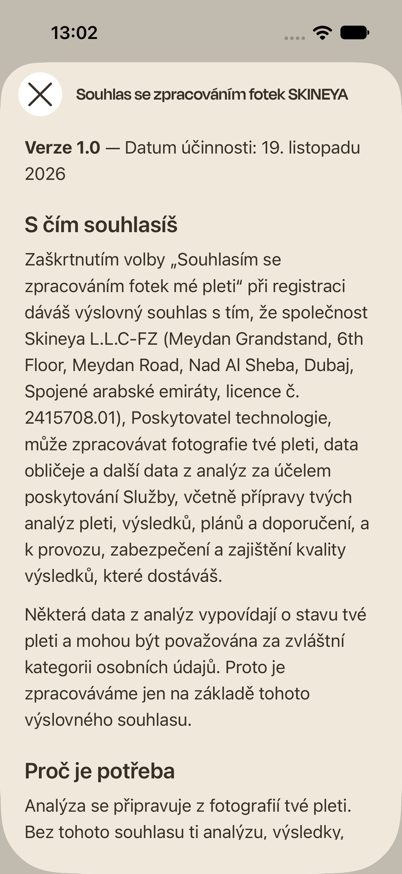 13:02
Souhlas se zpracováním fotek SKINEYA
Verze 1.0 — Datum účinnosti: 19. listopadu
2026
S čím souhlasíš
Zaškrtnutím volby „Souhlasím se
zpracováním fotek mé pleti“ při registraci
dáváš výslovný souhlas s tím, že společnost
Skineya L.L.C-FZ (Meydan Grandstand, 6th
Floor, Meydan Road, Nad Al Sheba, Dubaj,
Spojené arabské emiráty, licence č.
2415708.01), Poskytovatel technologie,
může zpracovávat fotografie tvé pleti, data
obličeje a další data z analýz za účelem
poskytování Služby, včetně přípravy tvých
analýz pleti, výsledků, plánů a doporučení, a
k provozu, zabezpečení a zajištění kvality
výsledků, které dostáváš.
Některá data z analýz vypovídají o stavu tvé
pleti a mohou být považována za zvláštní
kategorii osobních údajů. Proto je
zpracováváme jen na základě tohoto
výslovného souhlasu.
Proč je potřeba
Analýza se připravuje z fotografií tvé pleti.
Bez tohoto souhlasu ti analýzu, výsledky,